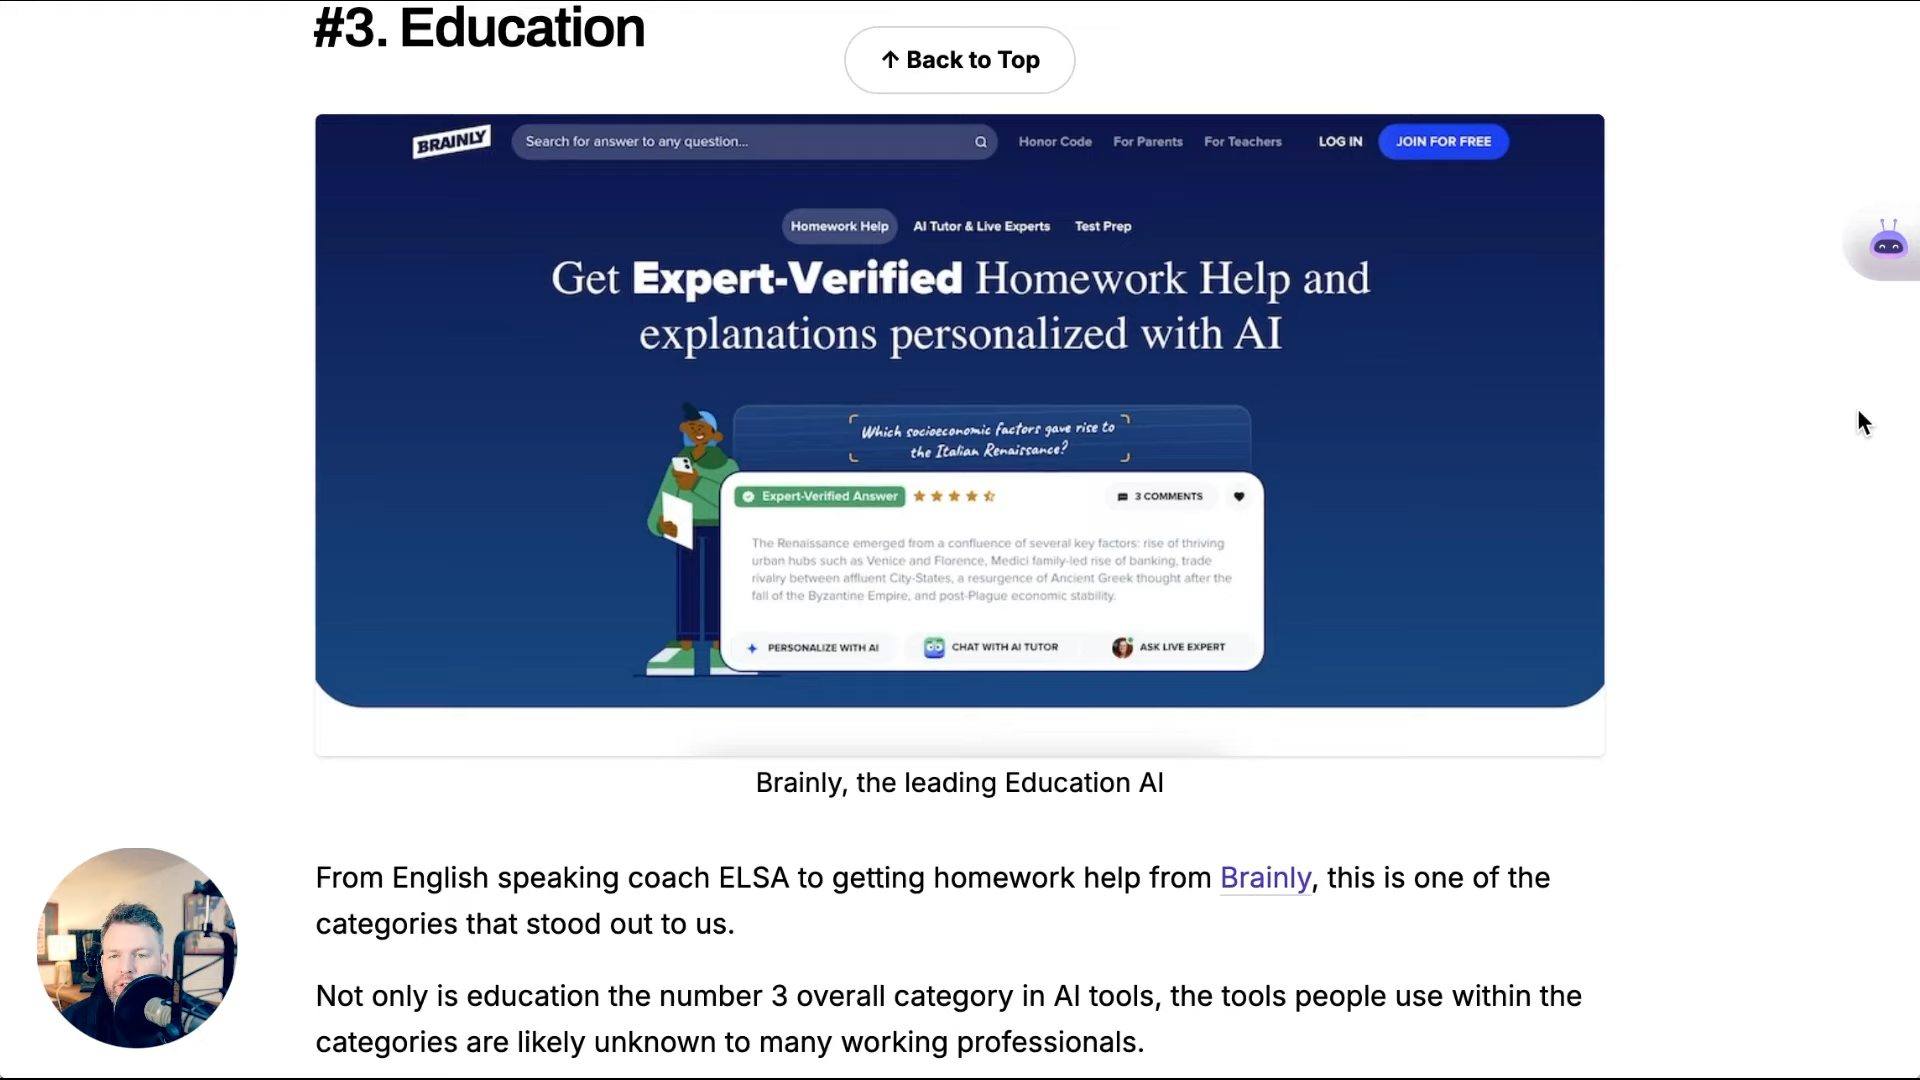 #3. Education
↑ Back to Top
BRAINLY
Search for answer to any question...
Honor Code
For Parents
For Teachers
LOG IN
JOIN FOR FREE
Homework Help
AI Tutor & Live Experts
Test Prep
Get Expert-Verified Homework Help and
explanations personalized with AI
Which socioeconomic factors gave rise to
the Italian Renaissance?
Expert-Verified Answer
3 COMMENTS
The Renaissance emerged from a confluence of several key factors: rise of thriving
urban hubs such as Venice and Florence, Medici family-led rise of banking, trade
rivalry between affluent City-States, a resurgence of Ancient Greek thought after the
fall of the Byzantine Empire, and post-Plague economic stability.
PERSONALIZE WITH AI
CHAT WITH AI TUTOR
ASK LIVE EXPERT
Brainly, the leading Education AI
From English speaking coach ELSA to getting homework help from Brainly, this is one of the
categories that stood out to us.
Not only is education the number 3 overall category in AI tools, the tools people use within the
categories are likely unknown to many working professionals.